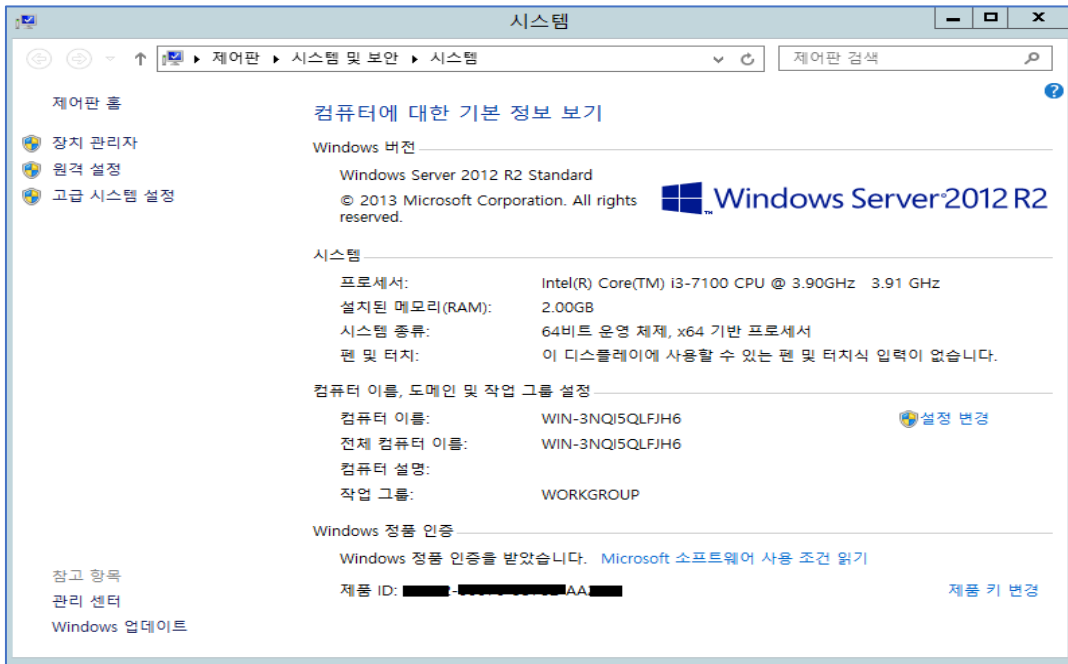 시스템
제어판 ▸ 시스템 및 보안 ▸ 시스템
제어판 검색
제어판 홈
장치 관리자
원격 설정
고급 시스템 설정
컴퓨터에 대한 기본 정보 보기
Windows 버전
Windows Server 2012 R2 Standard
© 2013 Microsoft Corporation. All rights
reserved.
Windows Server 2012 R2
시스템
프로세서: Intel(R) Core(TM) i3-7100 CPU @ 3.90GHz 3.91 GHz
설치된 메모리(RAM): 2.00GB
시스템 종류: 64비트 운영 체제, x64 기반 프로세서
펜 및 터치: 이 디스플레이에 사용할 수 있는 펜 및 터치식 입력이 없습니다.
컴퓨터 이름, 도메인 및 작업 그룹 설정
컴퓨터 이름: WIN-3NQI5QLFJH6 설정 변경
전체 컴퓨터 이름: WIN-3NQI5QLFJH6
컴퓨터 설명:
작업 그룹: WORKGROUP
Windows 정품 인증
Windows 정품 인증을 받았습니다. Microsoft 소프트웨어 사용 조건 읽기
제품 ID: 제품 키 변경
참고 항목
관리 센터
Windows 업데이트